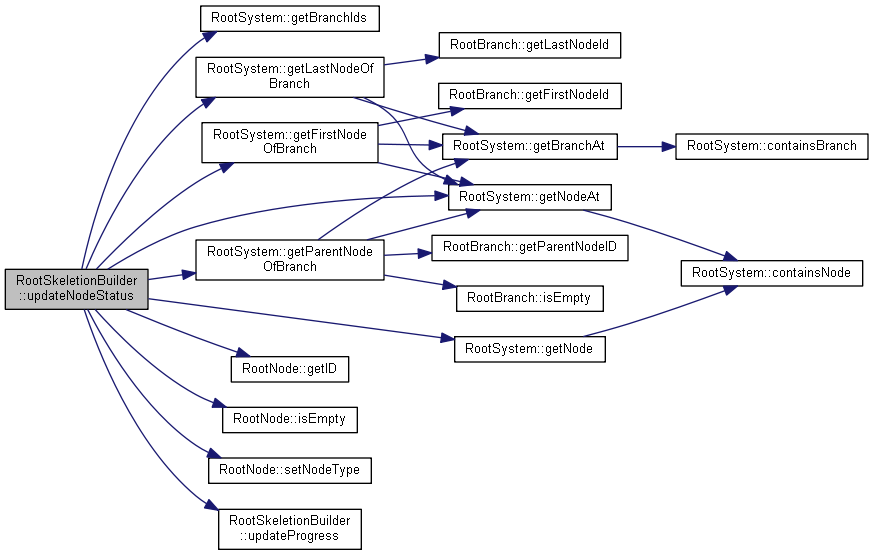 RootSystem::getBranchIds
RootBranch::getLastNodeId
RootSystem::getLastNodeOf
Branch
RootBranch::getFirstNodeId
RootSystem::getFirstNode
OfBranch
RootSystem::getBranchAt
RootSystem::containsBranch
RootSystem::getNodeAt
RootSystem::getParentNode
OfBranch
RootBranch::getParentNodeID
RootSystem::containsNode
RootSkeletionBuilder
::updateNodeStatus
RootBranch::isEmpty
RootSystem::getNode
RootNode::getID
RootNode::isEmpty
RootNode::setNodeType
RootSkeletionBuilder
::updateProgress